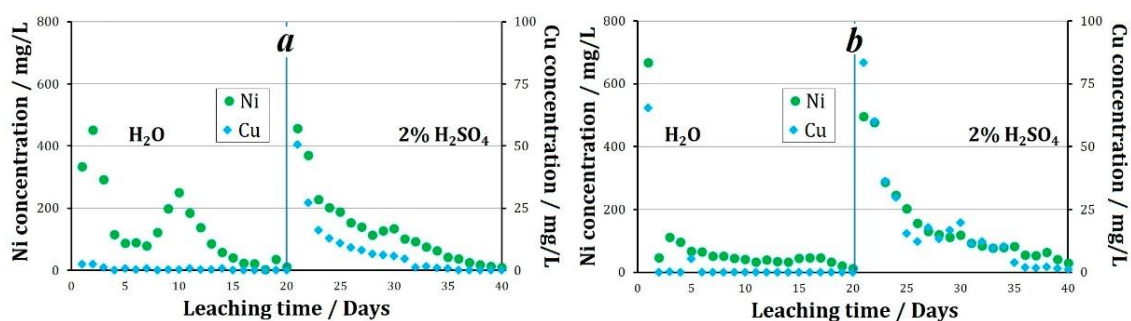 a
Ni concentration / mg/L
800
600
400
200
0
H₂O
Ni
Cu
2% H₂SO₄
100
75
50
25
0
Cu concentration / mg/L
0 5 10 15 20 25 30 35 40
Leaching time / Days
b
Ni concentration / mg/L
800
600
400
200
0
H₂O
Ni
Cu
2% H₂SO₄
100
75
50
25
0
Cu concentration / mg/L
0 5 10 15 20 25 30 35 40
Leaching time / Days